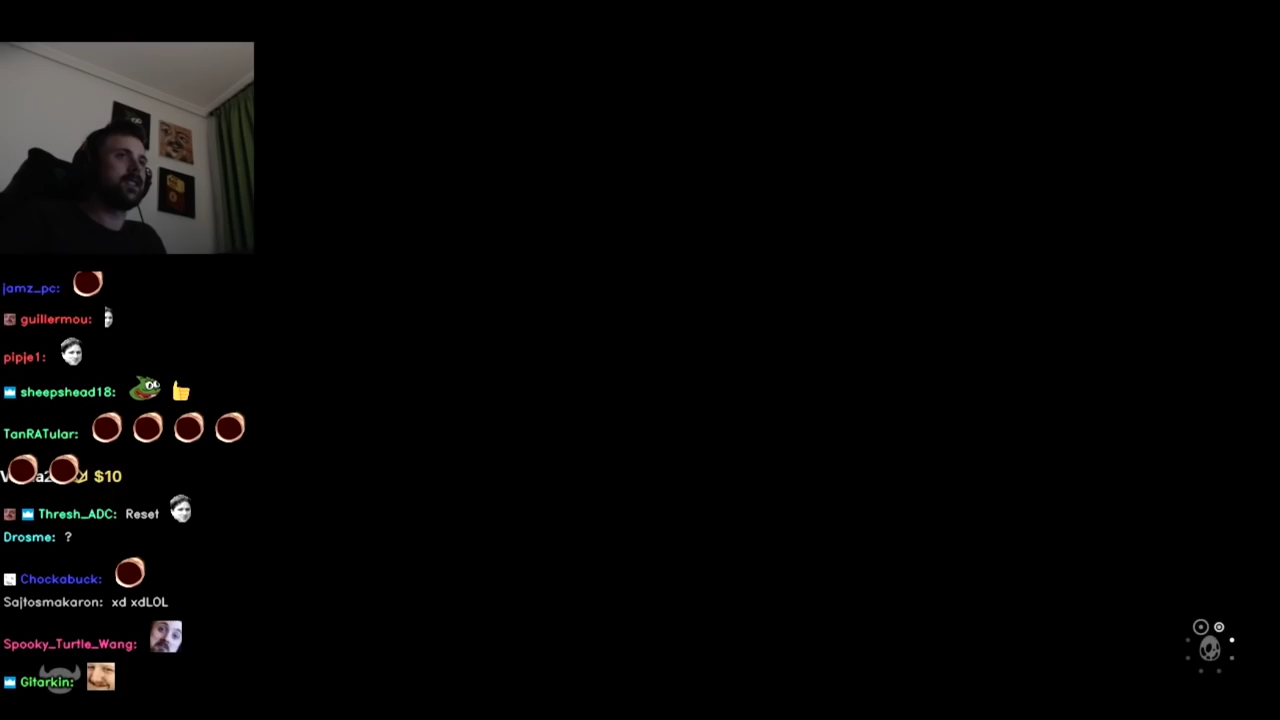 jamz_pc:
guillermou:
pipje1:
sheepshead18:
TanRATular:
$10
Thresh_ADC: Reset
Drosme: ?
Chockabuck:
Sajtosmakaron: xd xdLOL
Spooky_Turtle_Wang:
Gitarkin: